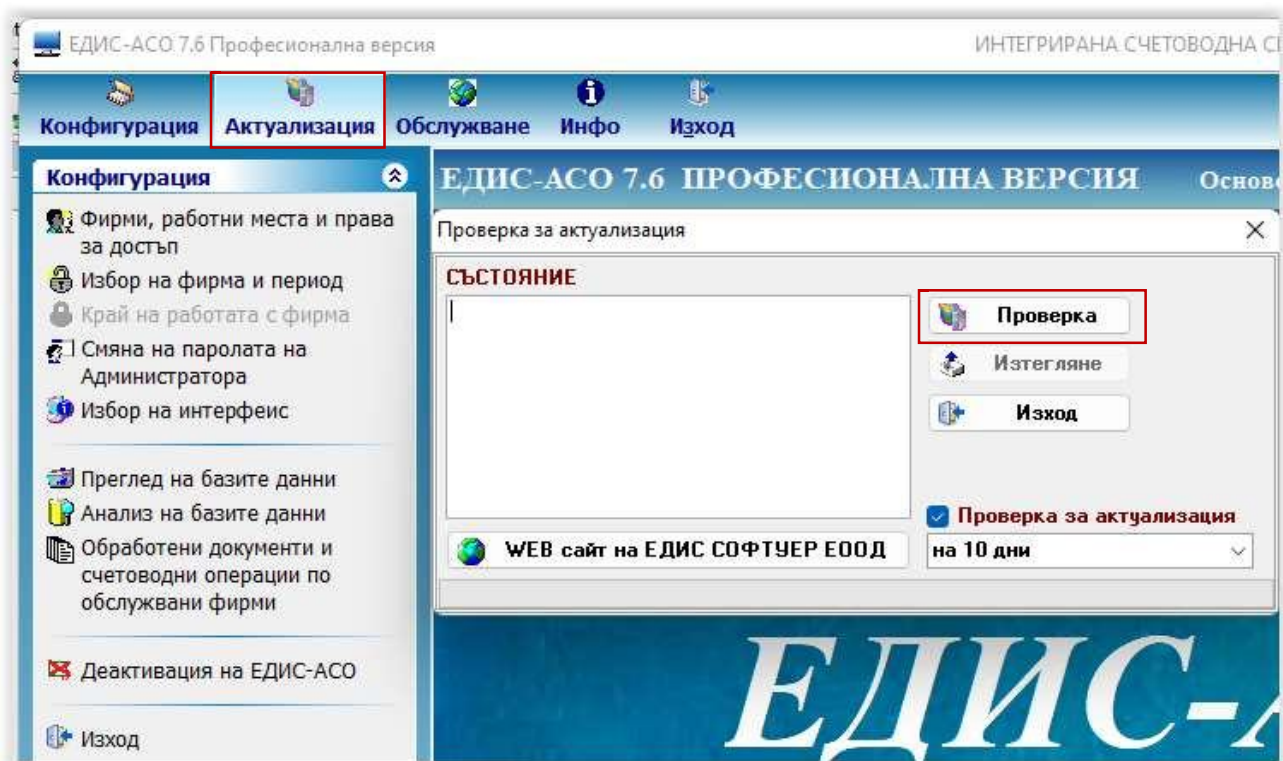 ЕДИС-АСО 7.6 Професионална версия
ИНТЕГРИРАНА СЧЕТОВОДНА
Конфигурация Актуализация Обслужване Инфо Изход
Конфигурация
Фирми, работни места и права
за достъп
Избор на фирма и период
Край на работата с фирма
Смяна на паролата на
Администратора
Избор на интерфейс
Преглед на базите данни
Анализ на базите данни
Обработени документи и
счетоводни операции по
обслужвани фирми
Деактивация на ЕДИС-АСО
Изход
ЕДИС-АСО 7.6 ПРОФЕСИОНАЛНА ВЕРСИЯ
Проверка за актуализация
СЪСТОЯНИЕ
Проверка
Изтегляне
Изход
Проверка за актуализация
WEB сайт на ЕДИС СОФТУЕР ЕООД
на 10 дни
ЕДИС-